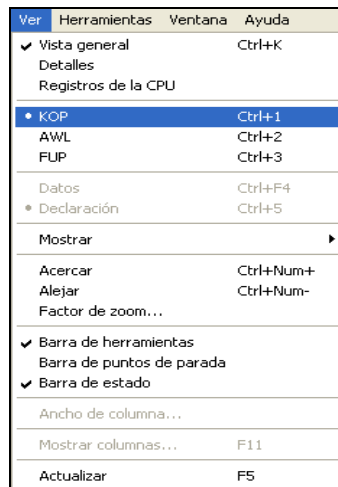 Ver Herramientas Ventana Ayuda
Vista general Ctrl+K
Detalles
Registros de la CPU
KOP Ctrl+1
AWL Ctrl+2
FUP Ctrl+3
Datos Ctrl+F4
Declaración Ctrl+5
Mostrar
Acercar Ctrl+Num+
Alejar Ctrl+Num-
Factor de zoom...
Barra de herramientas
Barra de puntos de parada
Barra de estado
Ancho de columna...
Mostrar columnas... F11
Actualizar F5